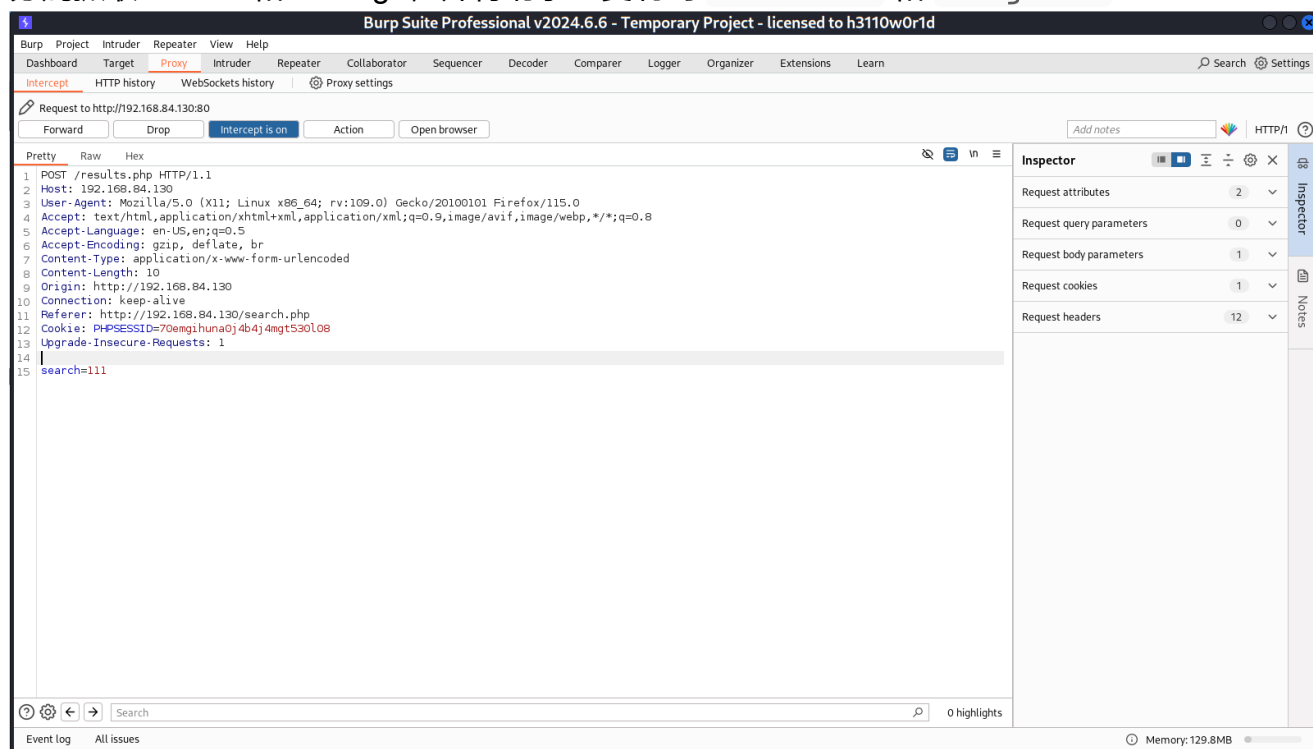 Burp Suite Professional v2024.6.6 - Temporary Project - licensed to h3110w0r1d
Burp Project Intruder Repeater View Help
Dashboard Target Proxy Intruder Repeater Collaborator Sequencer Decoder Comparer Logger Organizer Extensions Learn Search Settings
Intercept HTTP history WebSockets history Proxy settings
Request to http://192.168.84.130:80
Forward Drop Intercept is on Action Open browser Add notes HTTP/1
Pretty Raw Hex \n
Inspector
1 POST /results.php HTTP/1.1
2 Host: 192.168.84.130
3 User-Agent: Mozilla/5.0 (X11; Linux x86_64; rv:109.0) Gecko/20100101 Firefox/115.0
4 Accept: text/html,application/xhtml+xml,application/xml;q=0.9,image/avif,image/webp,*/*;q=0.8
5 Accept-Language: en-US,en;q=0.5
6 Accept-Encoding: gzip, deflate, br
7 Content-Type: application/x-www-form-urlencoded
8 Content-Length: 10
9 Origin: http://192.168.84.130
10 Connection: keep-alive
11 Referer: http://192.168.84.130/search.php
12 Cookie: PHPSESSID=70emgihuna0j4b4j4mgt530l08
13 Upgrade-Insecure-Requests: 1
14
15 search=111
Request attributes 2
Request query parameters 0
Request body parameters 1
Request cookies 1
Request headers 12
Inspector
Notes
Search 0 highlights
Event log All issues Memory: 129.8MB